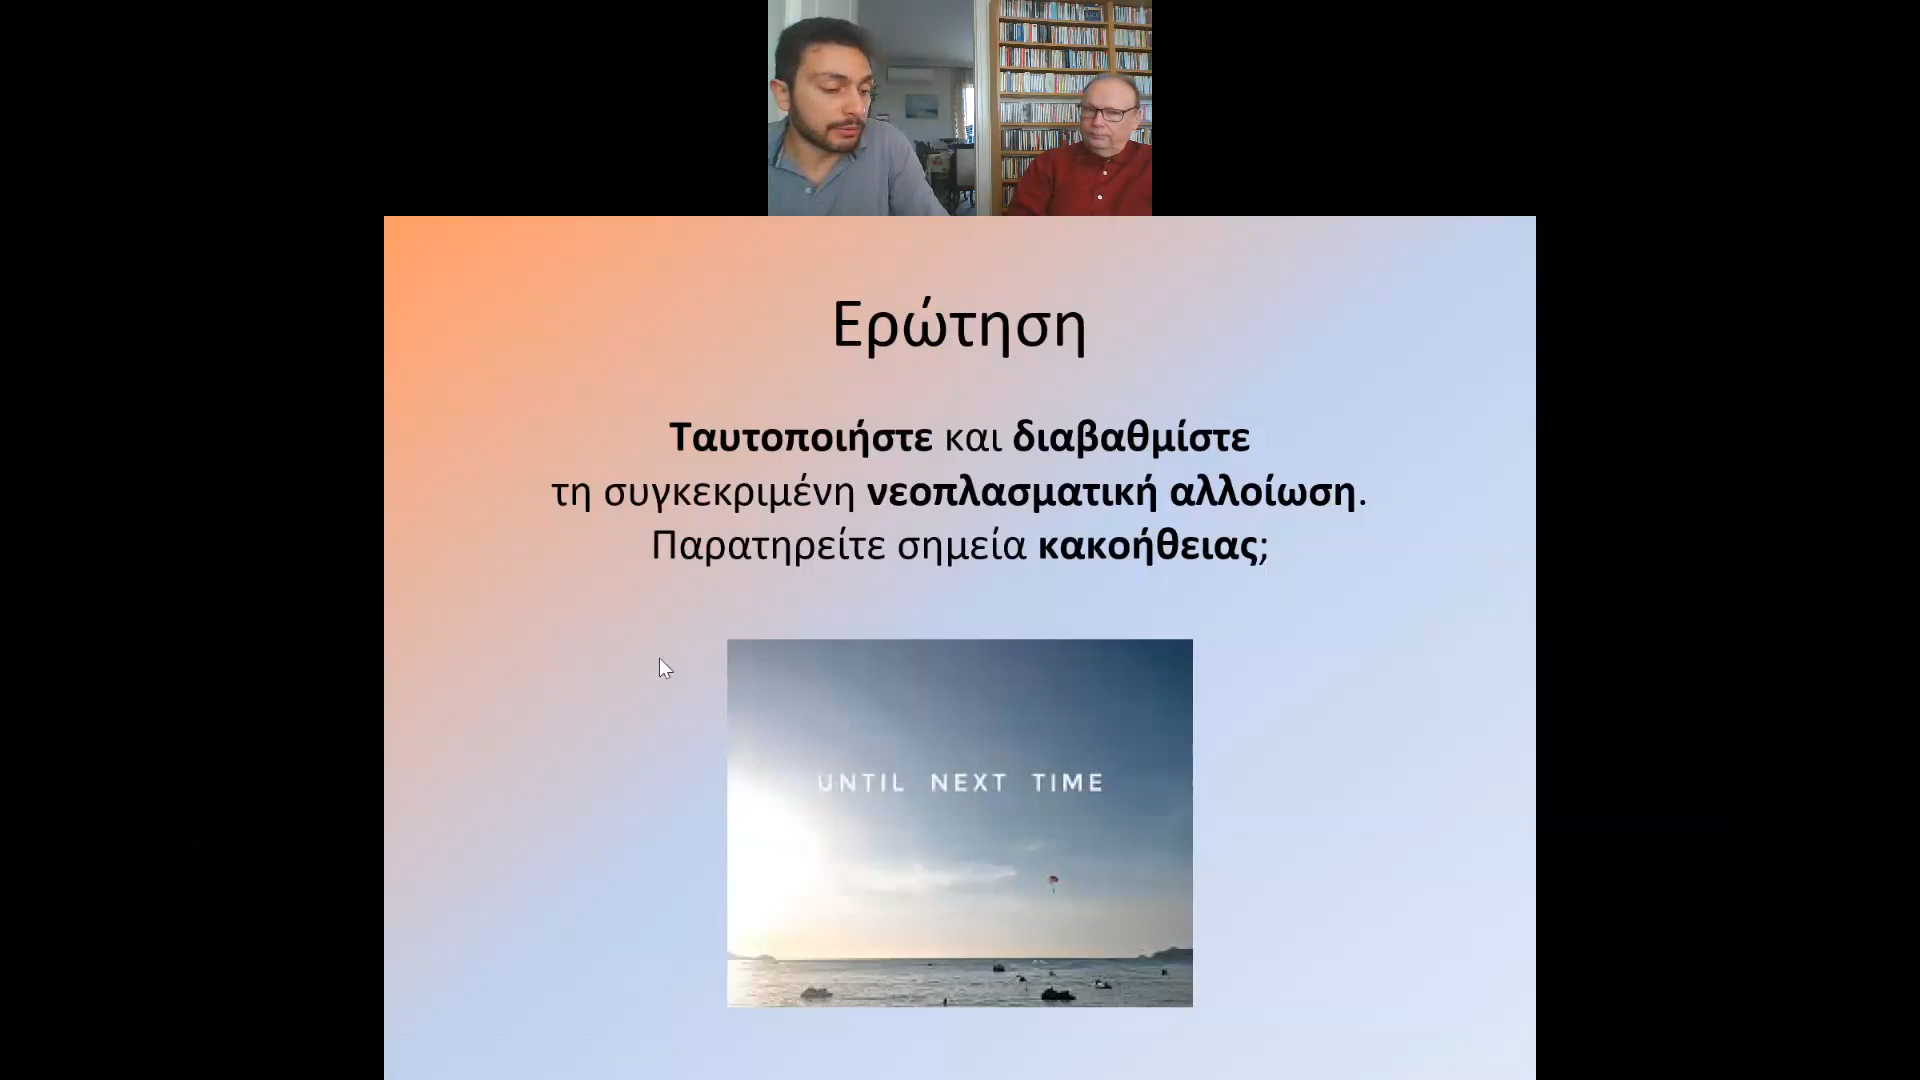 Ερώτηση
Ταυτοποιήστε και διαβαθμίστε
τη συγκεκριμένη νεοπλασματική αλλοίωση.
Παρατηρείτε σημεία κακοήθειας;
UNTIL NEXT TIME